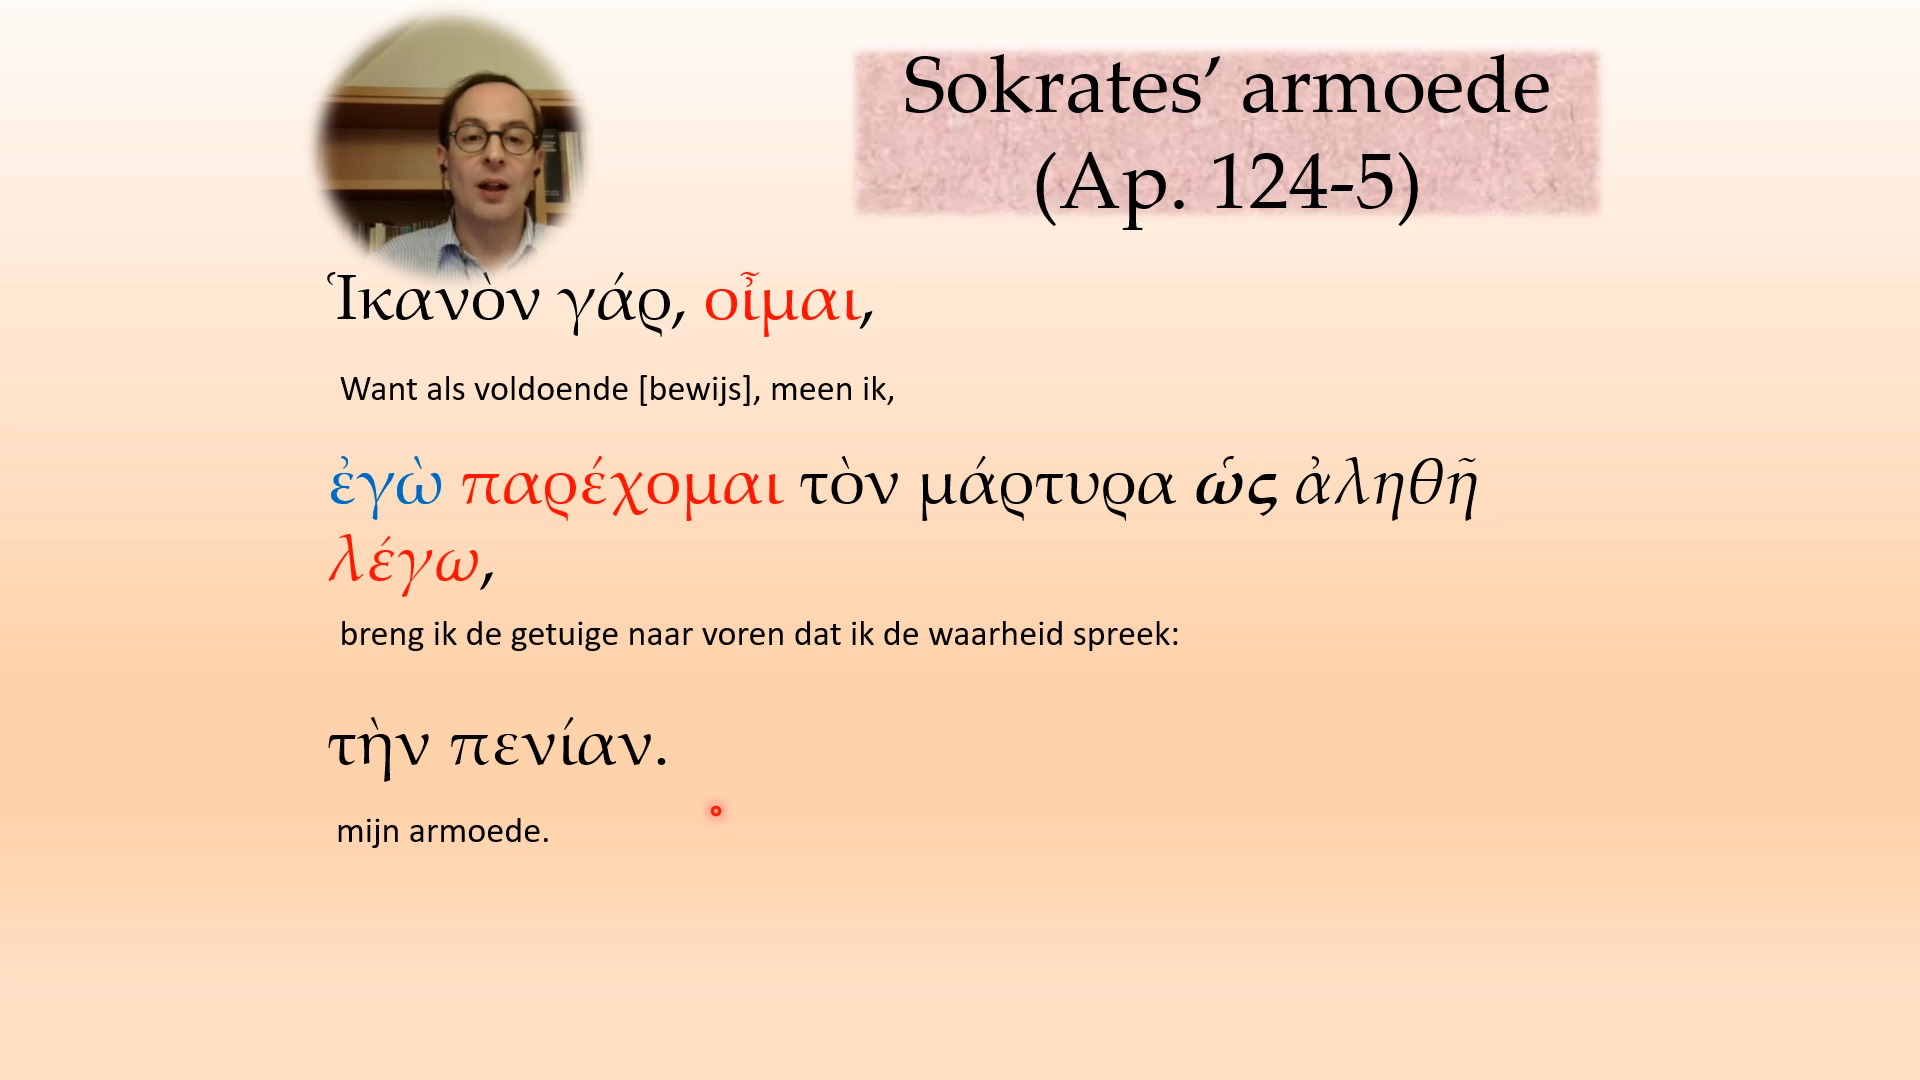 Sokrates’ armoede
(Ap. 124-5)
Ἱκανὸν γάρ, οἶμαι,
Want als voldoende [bewijs], meen ik,
ἐγὼ παρέχομαι τὸν μάρτυρα ὡς ἀληθῆ
λέγω,
breng ik de getuige naar voren dat ik de waarheid spreek:
τὴν πενίαν.
mijn armoede.